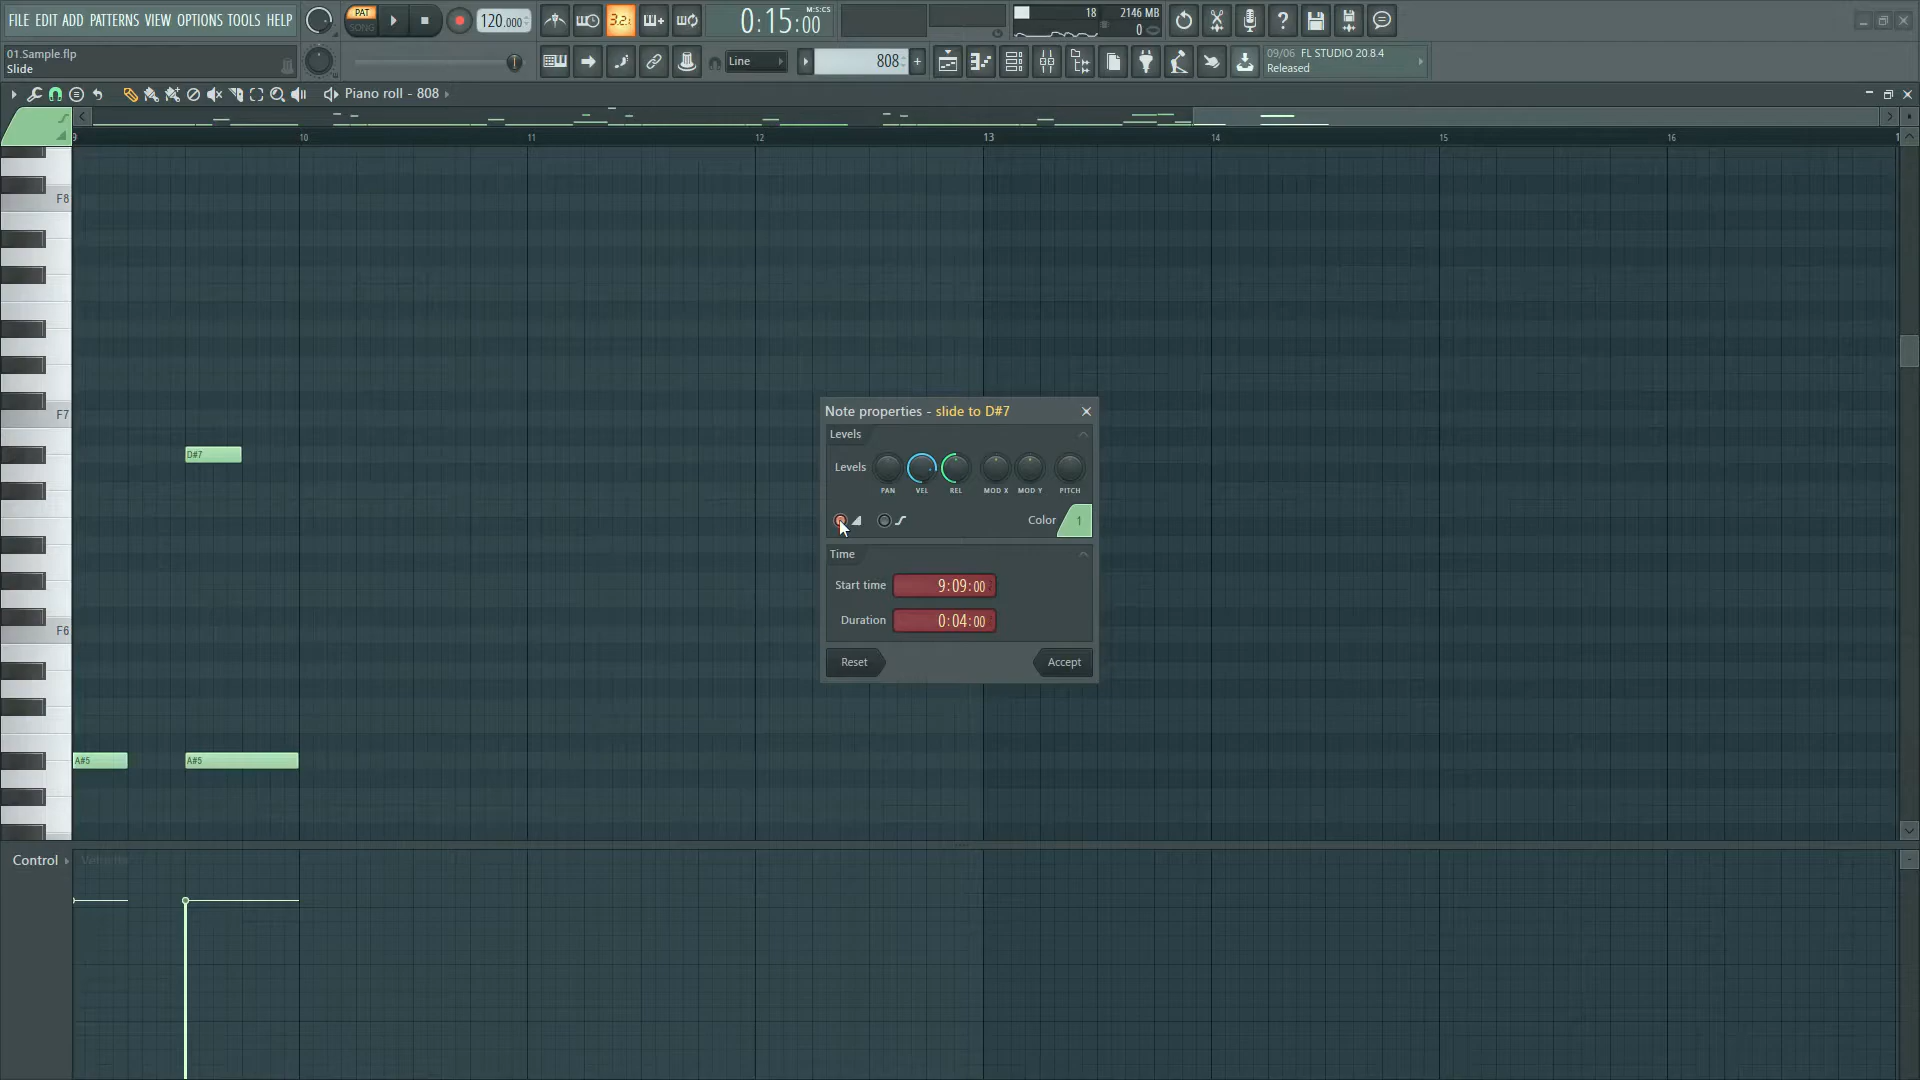 FILE EDIT ADD PATTERNS VIEW OPTIONS TOOLS HELP
PAT
SONG
120.000
3.2.
0:15:00
M:S:CS
18
2146 MB
0
01.Sample.flp
Slide
Line
808
09/06 FL STUDIO 20.8.4
Released
Piano roll - 808
9
10
11
12
13
14
15
16
F8
F7
F6
D#7
A#5
A#5
Note properties - slide to D#7
Levels
Levels
PAN
VEL
REL
MOD X
MOD Y
PITCH
Color
1
Time
Start time
9:09:00
Duration
0:04:00
Reset
Accept
Control
Velocity